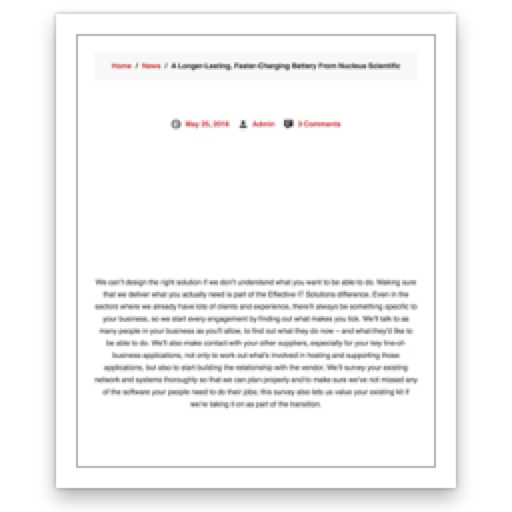 Home / News / A Longer-Lasting, Faster-Charging Battery From Nucleus Scientific
May 25, 2016 Admin 3 Comments
We can't design the right solution if we don't understand what you want to be able to do. Making sure
that we deliver what you actually need is part of the Effective IT Solutions difference. Even in the
sectors where we already have lots of clients and experience, there'll always be something specific to
your business, so we start every engagement by finding out what makes you tick. We'll talk to as
many people in your business as you'll allow, to find out what they do now – and what they'd like to
be able to do. We'll also make contact with your other suppliers, especially for your key line-of-
business applications, not only to work out what's involved in hosting and supporting those
applications, but also to start building the relationship with the vendor. We'll survey your existing
network and systems thoroughly so that we can plan properly and to make sure we've not missed any
of the software your people need to do their jobs; this survey also lets us value your existing kit if
we're taking it on as part of the transition.